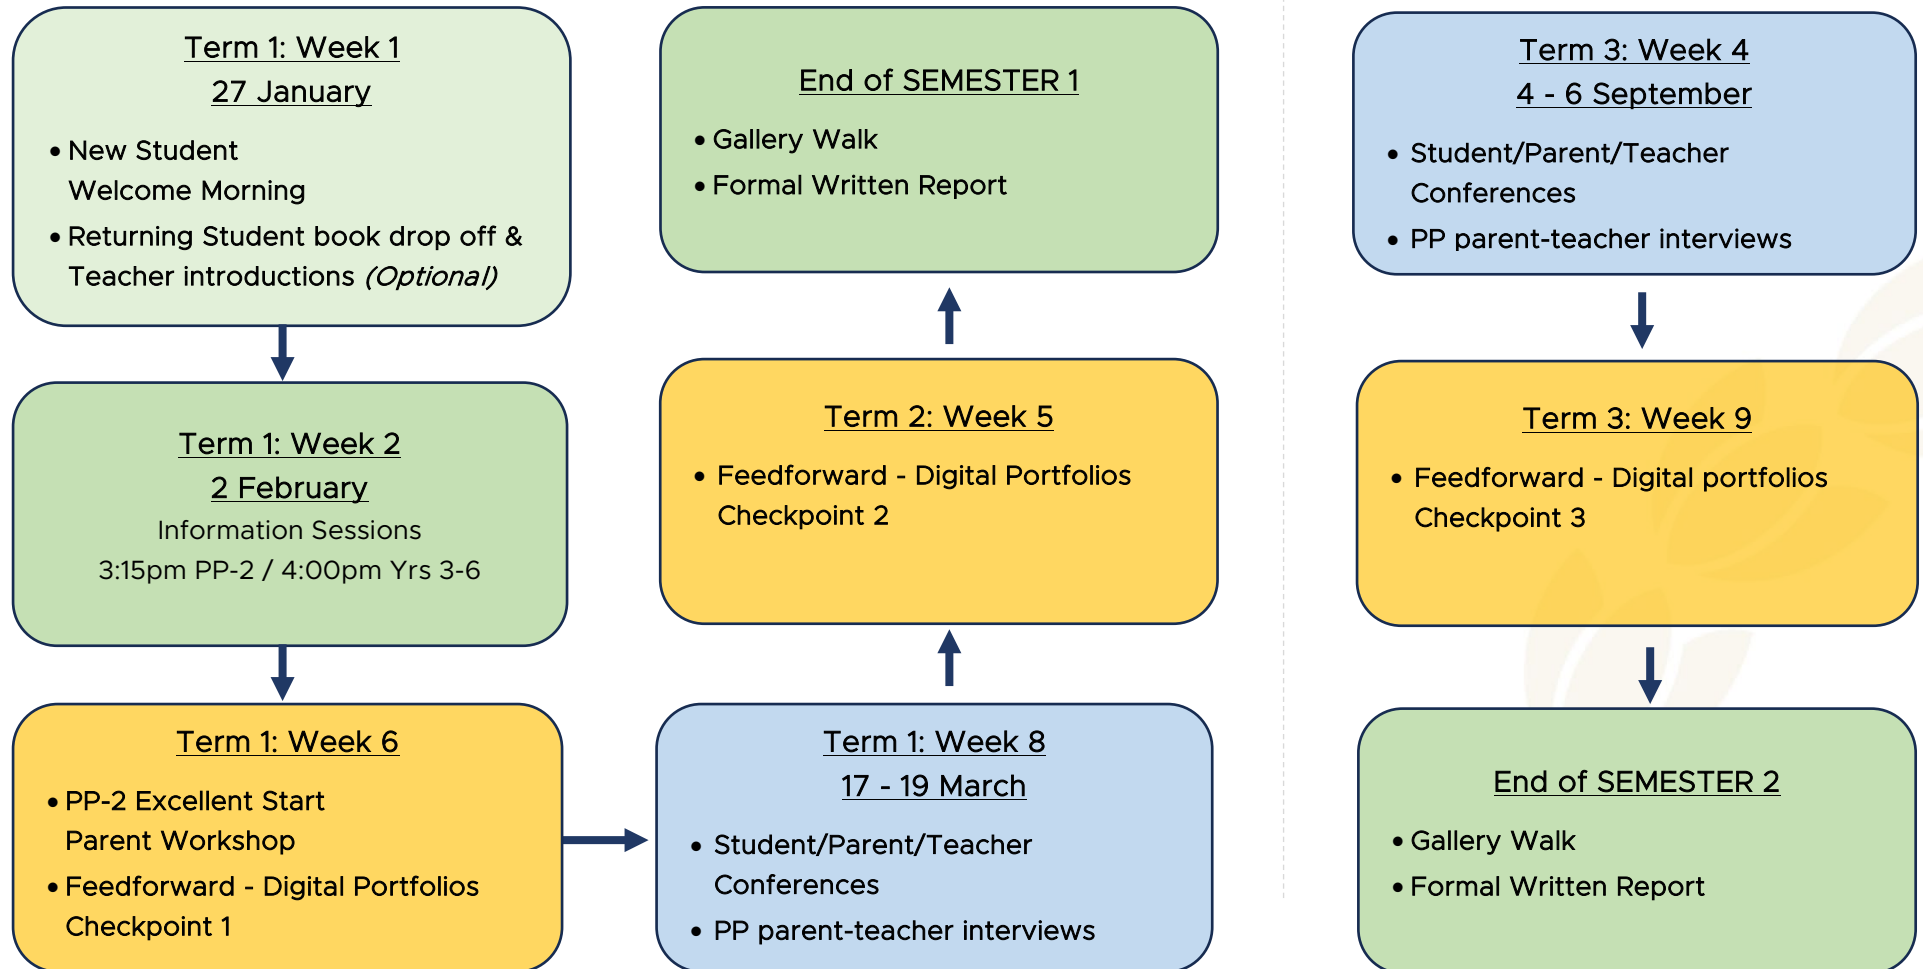 Term 1: Week 1
27 January
• New Student
Welcome Morning
• Returning Student book drop off &
Teacher introductions (Optional)
Term 1: Week 2
2 February
Information Sessions
3:15pm PP-2 / 4:00pm Yrs 3-6
Term 1: Week 6
• PP-2 Excellent Start
Parent Workshop
• Feedforward - Digital Portfolios
Checkpoint 1
Term 1: Week 8
17 - 19 March
• Student/Parent/Teacher
Conferences
• PP parent-teacher interviews
Term 2: Week 5
• Feedforward - Digital Portfolios
Checkpoint 2
End of SEMESTER 1
• Gallery Walk
• Formal Written Report
Term 3: Week 4
4 - 6 September
• Student/Parent/Teacher
Conferences
• PP parent-teacher interviews
Term 3: Week 9
• Feedforward - Digital portfolios
Checkpoint 3
End of SEMESTER 2
• Gallery Walk
• Formal Written Report